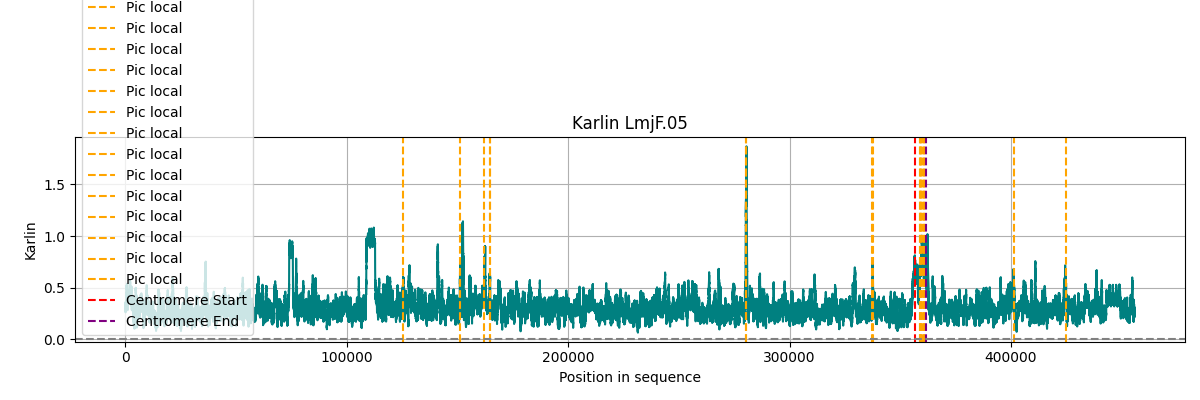 Pic local
Pic local
Pic local
Pic local
Pic local
Pic local
Pic local
Pic local
Pic local
Pic local
Pic local
Pic local
Pic local
Pic local
Centromere Start
Centromere End
Karlin LmjF.05
Karlin
1.5
1.0
0.5
0.0
0
100000
200000
300000
400000
Position in sequence